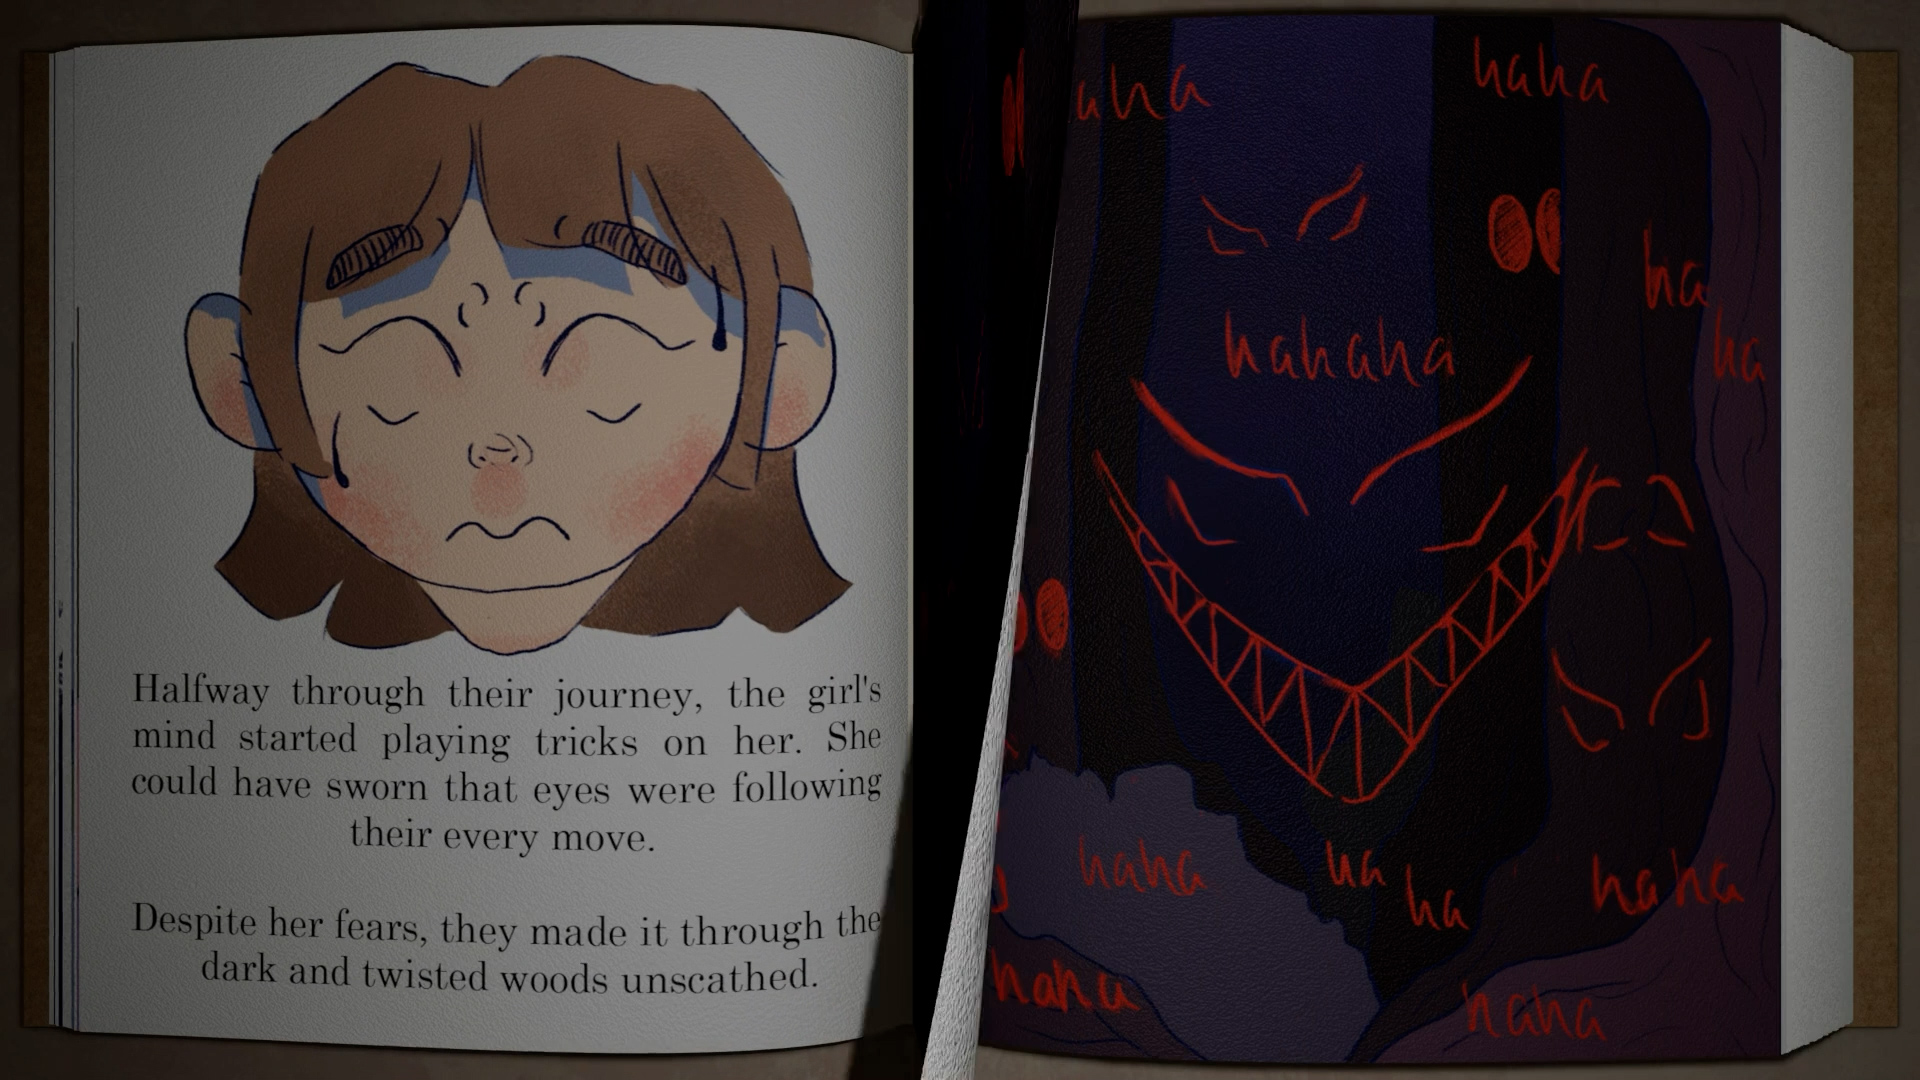 Halfway through their journey, the girl's
mind started playing tricks on her. She
could have sworn that eyes were following
their every move.
Despite her fears, they made it through the
dark and twisted woods unscathed.
aha
haha
ha
ha
hahaha
haha
ha
ha
haha
haha
haha